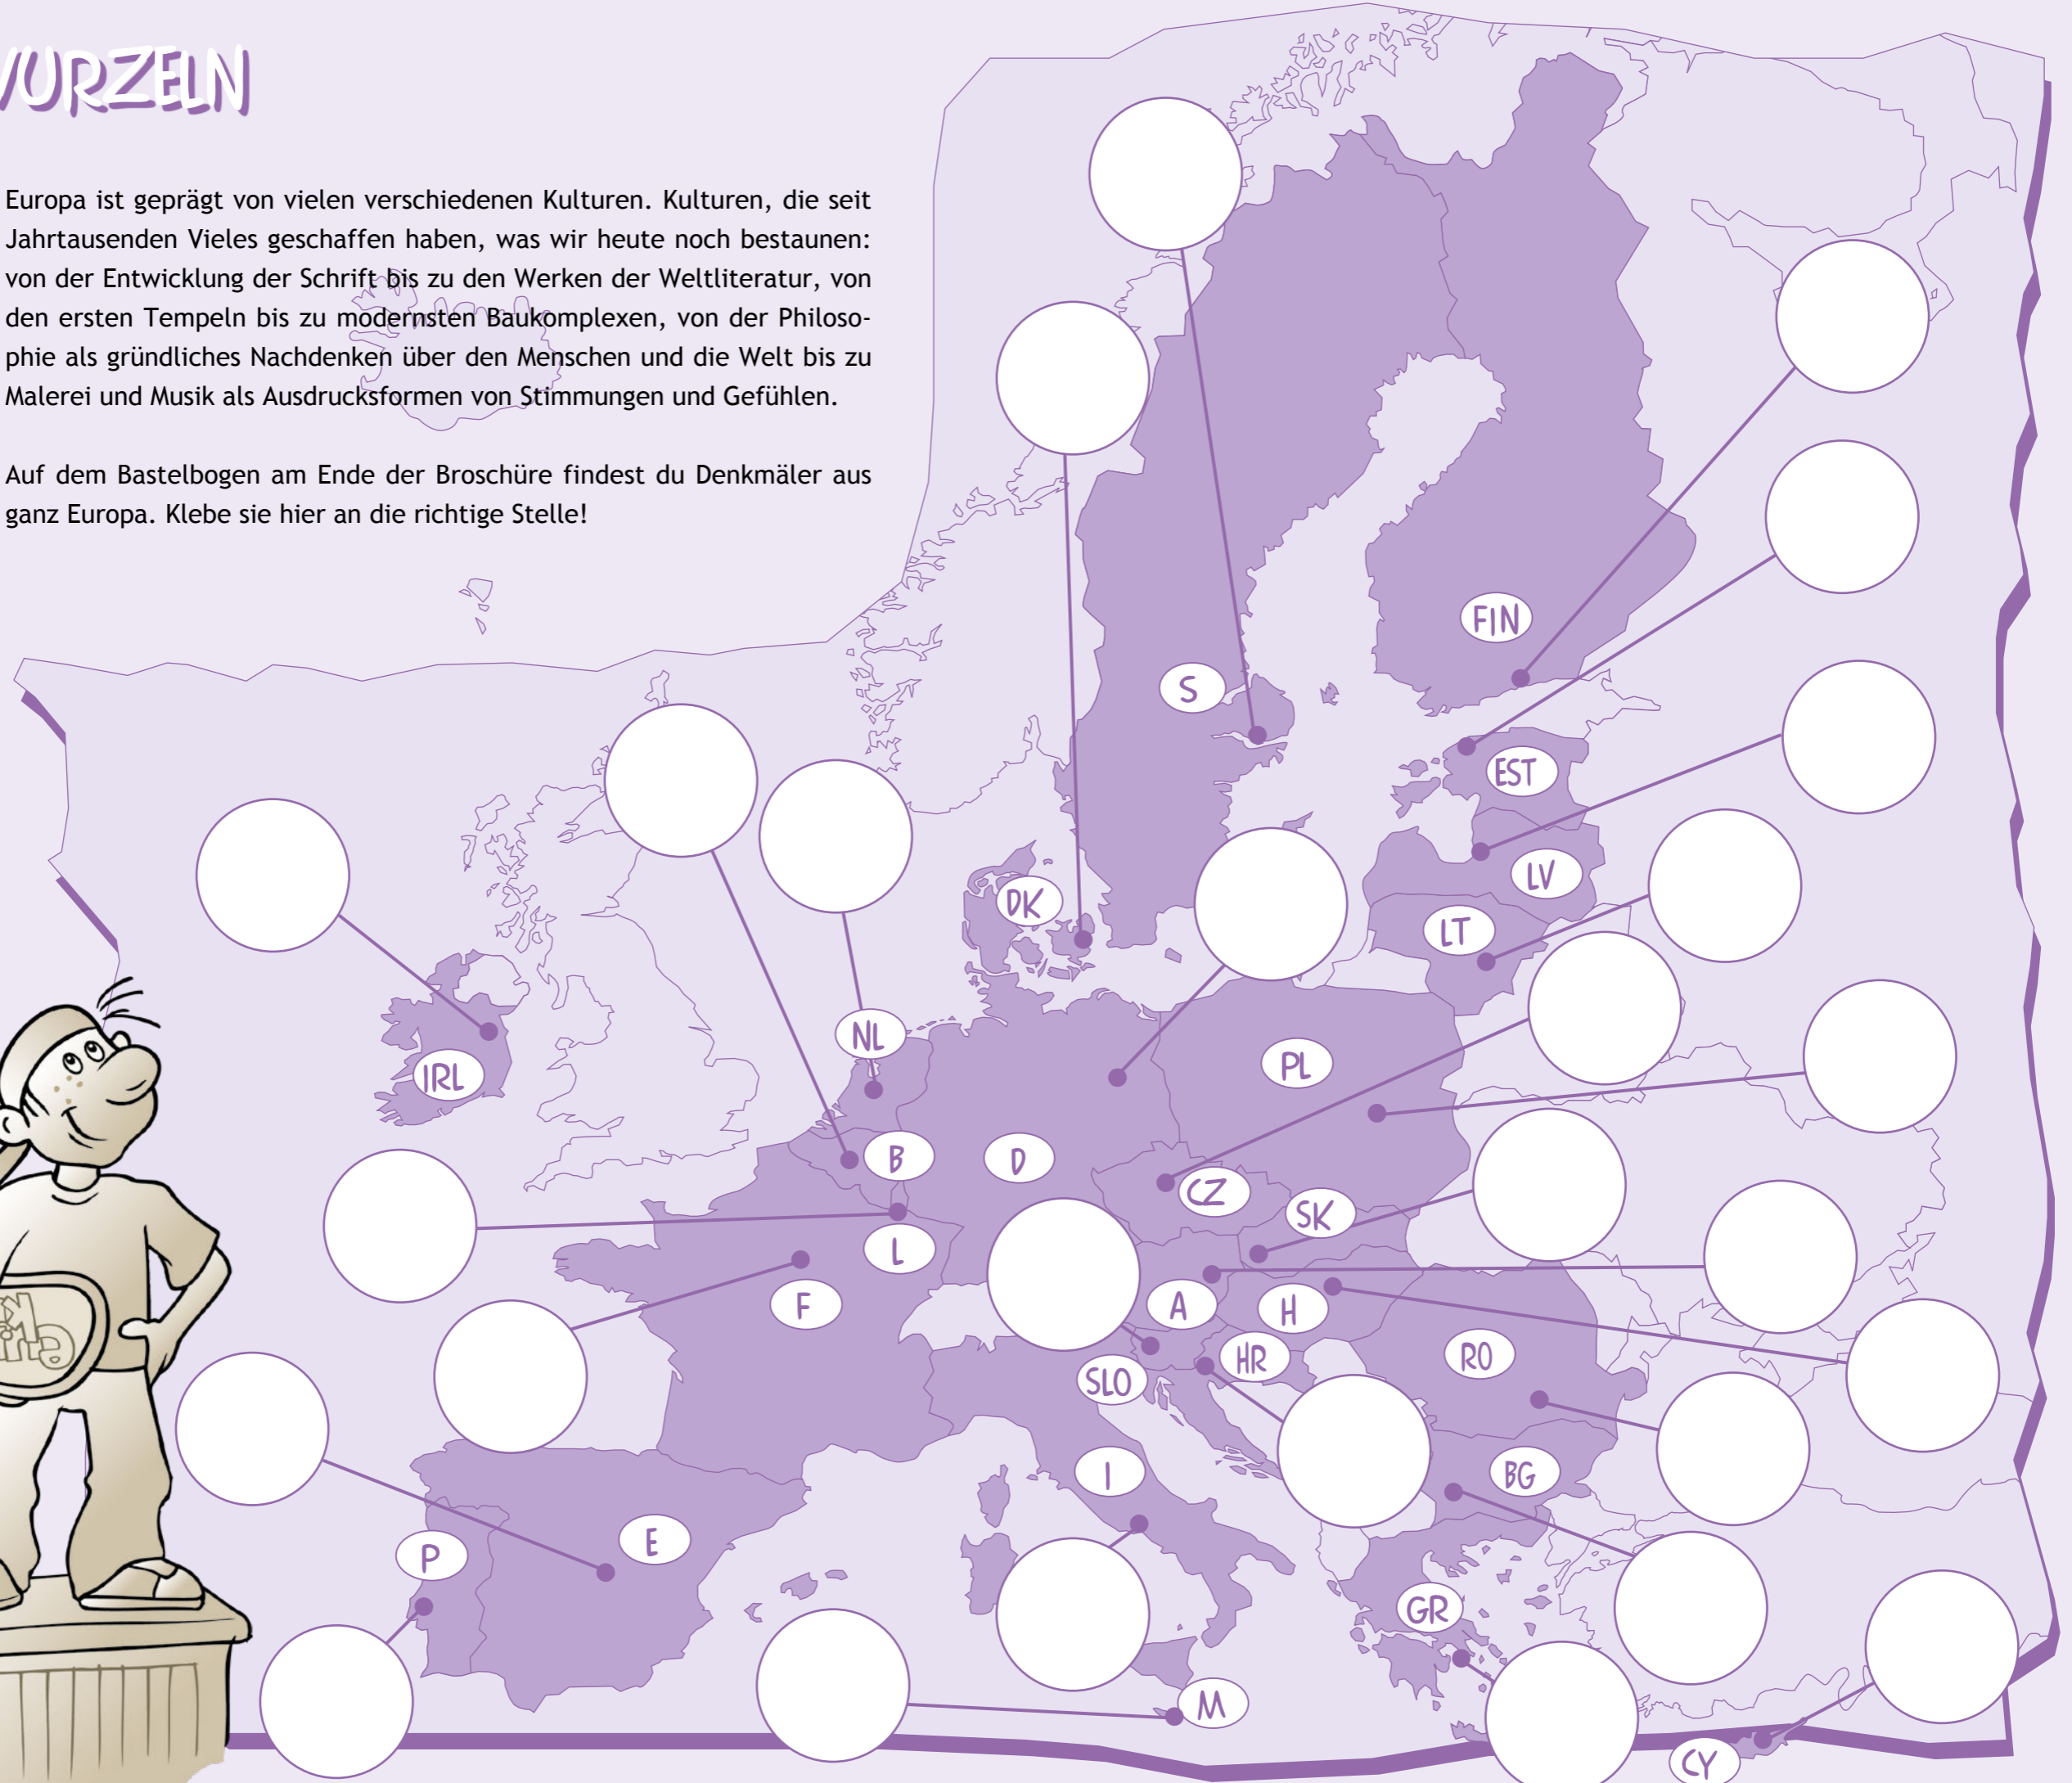 WURZELN
Europa ist geprägt von vielen verschiedenen Kulturen. Kulturen, die seit
Jahrtausenden Vieles geschaffen haben, was wir heute noch bestaunen:
von der Entwicklung der Schrift bis zu den Werken der Weltliteratur, von
den ersten Tempeln bis zu modernsten Baukomplexen, von der Philoso-
phie als gründliches Nachdenken über den Menschen und die Welt bis zu
Malerei und Musik als Ausdrucksformen von Stimmungen und Gefühlen.
Auf dem Bastelbogen am Ende der Broschüre findest du Denkmäler aus
ganz Europa. Klebe sie hier an die richtige Stelle!
FIN
S
EST
LV
DK
LT
NL
PL
IRL
B
D
CZ
SK
L
F
A
H
HR
RO
SLO
I
BG
E
P
GR
M
CY